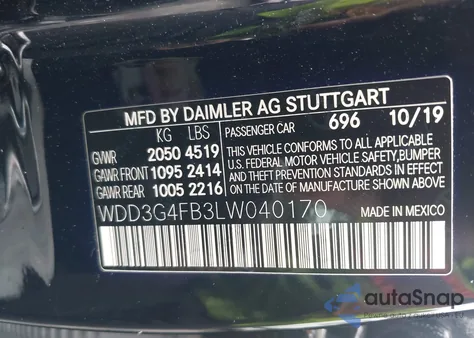 MFD BY DAIMLER AG STUTTGART
KG LBS PASSENGER CAR 696 10/19
GVWR 2050 4519
GAWR FRONT 1095 2414
GAWR REAR 1005 2216
THIS VEHICLE CONFORMS TO ALL APPLICABLE
U.S. FEDERAL MOTOR VEHICLE SAFETY, BUMPER
AND THEFT PREVENTION STANDARDS IN EFFECT
ON THE DATE OF MANUFACTURE SHOWN ABOVE.
WDD3G4FB3LW040170 MADE IN MEXICO
autoSnap